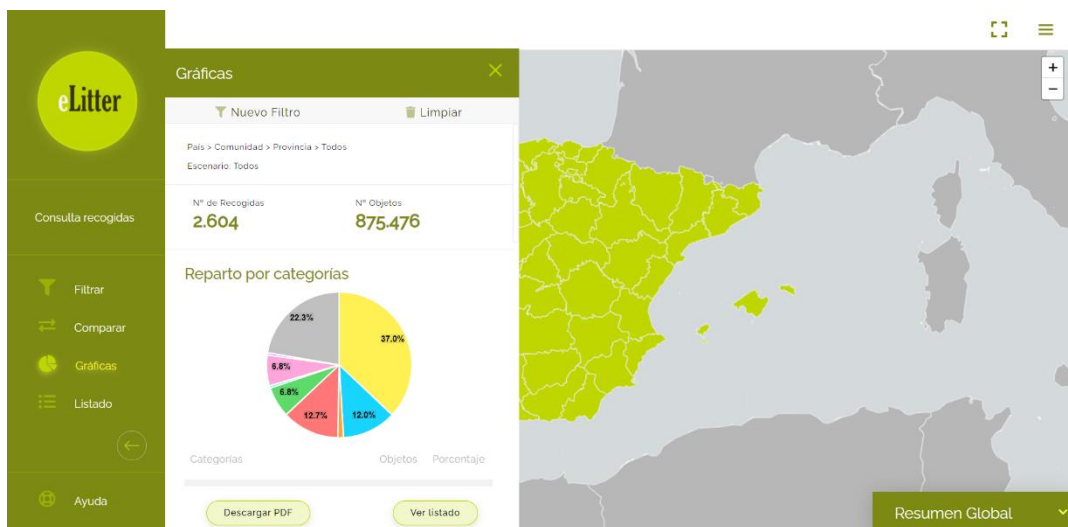 eLitter
Consulta recogidas
Filtrar
Comparar
Gráficas
Listado
Ayuda
Gráficas
Nuevo Filtro
Limpiar
País > Comunidad > Provincia > Todos
Escenario: Todos
Nº de Recogidas
2.604
Nº Objetos
875.476
Reparto por categorías
22.3%
37.0%
6.8%
6.8%
12.7%
12.0%
Categorías Objetos Porcentaje
Descargar PDF
Ver listado
+
−
Resumen Global